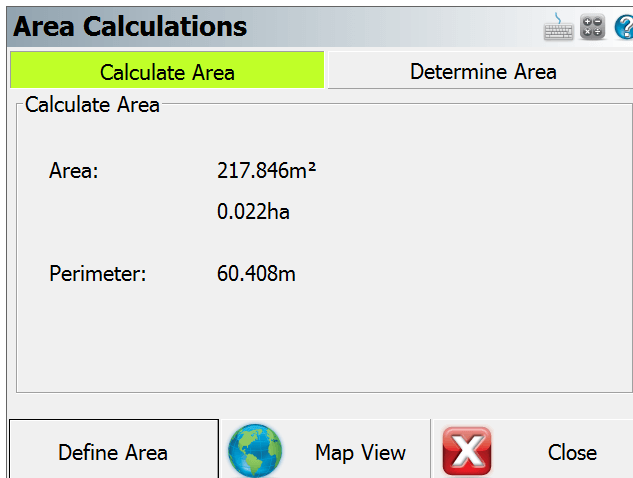 Area Calculations
Calculate Area Determine Area
Calculate Area
Area: 217.846m²
0.022ha
Perimeter: 60.408m
Define Area Map View Close